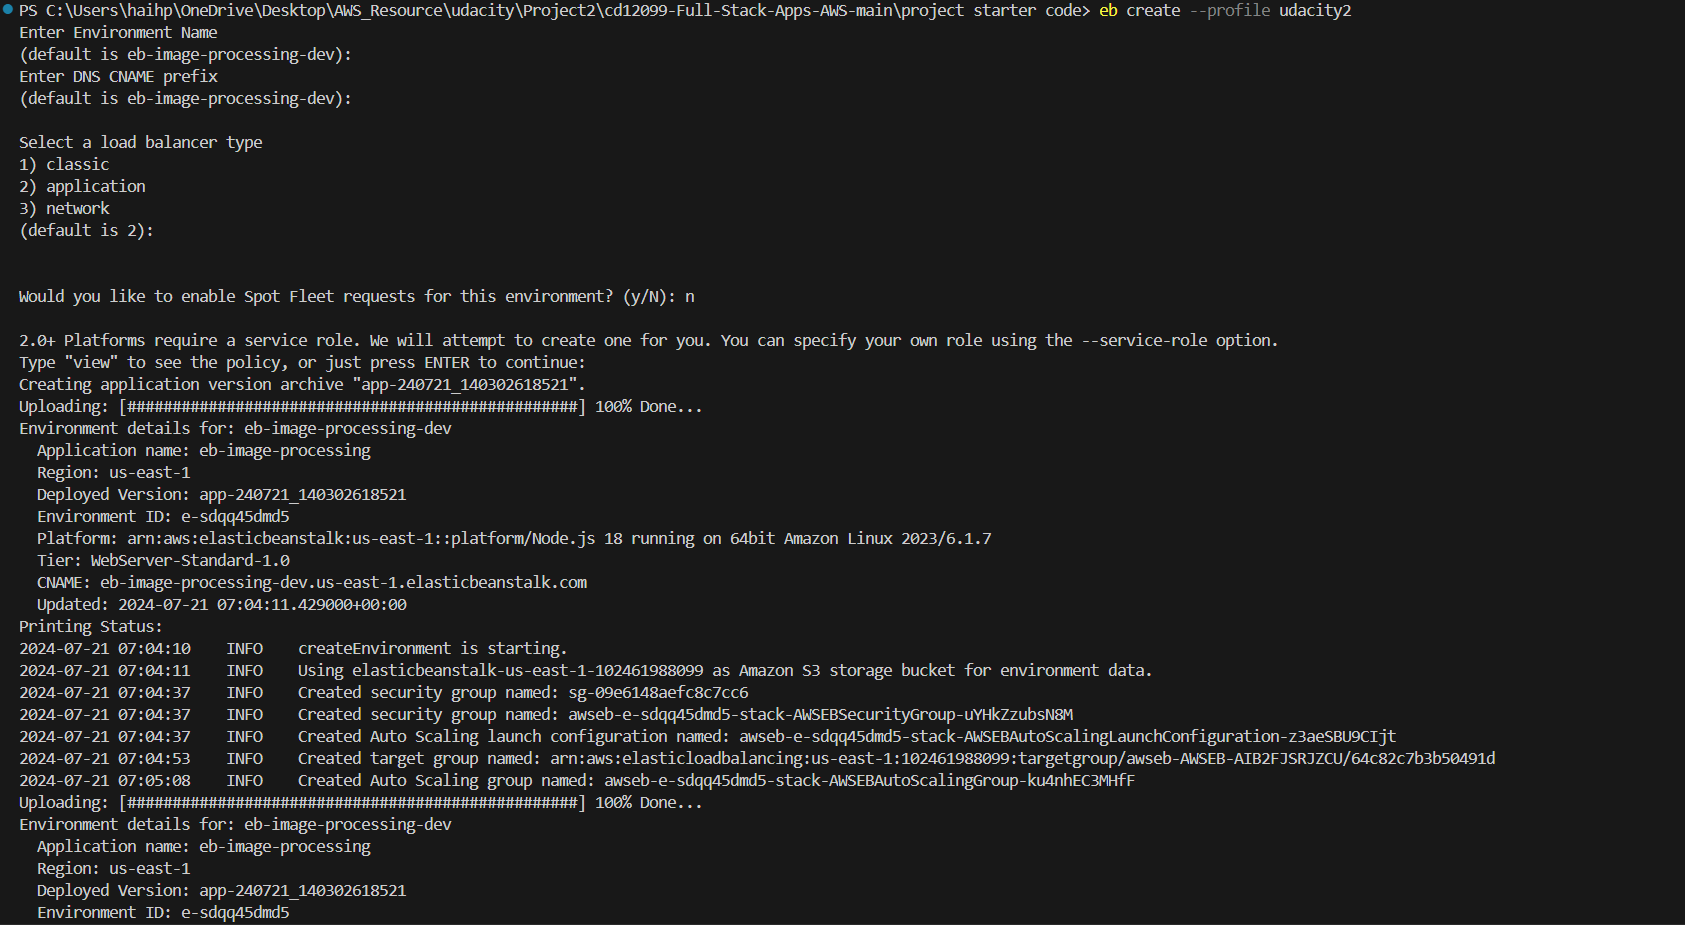 PS C:\Users\haihp\OneDrive\Desktop\AWS_Resource\udacity\Project2\cd12099-Full-Stack-Apps-AWS-main\project starter code> eb create --profile udacity2
Enter Environment Name
(default is eb-image-processing-dev):
Enter DNS CNAME prefix
(default is eb-image-processing-dev):
Select a load balancer type
1) classic
2) application
3) network
(default is 2):
Would you like to enable Spot Fleet requests for this environment? (y/N): n
2.0+ Platforms require a service role. We will attempt to create one for you. You can specify your own role using the --service-role option.
Type "view" to see the policy, or just press ENTER to continue:
Creating application version archive "app-240721_140302618521".
Uploading: [##################################################] 100% Done...
Environment details for: eb-image-processing-dev
  Application name: eb-image-processing
  Region: us-east-1
  Deployed Version: app-240721_140302618521
  Environment ID: e-sdqq45dmd5
  Platform: arn:aws:elasticbeanstalk:us-east-1::platform/Node.js 18 running on 64bit Amazon Linux 2023/6.1.7
  Tier: WebServer-Standard-1.0
  CNAME: eb-image-processing-dev.us-east-1.elasticbeanstalk.com
  Updated: 2024-07-21 07:04:11.429000+00:00
Printing Status:
2024-07-21 07:04:10    INFO    createEnvironment is starting.
2024-07-21 07:04:11    INFO    Using elasticbeanstalk-us-east-1-102461988099 as Amazon S3 storage bucket for environment data.
2024-07-21 07:04:37    INFO    Created security group named: sg-09e6148aefc8c7cc6
2024-07-21 07:04:37    INFO    Created security group named: awseb-e-sdqq45dmd5-stack-AWSEBSecurityGroup-uYHkZzubsN8M
2024-07-21 07:04:37    INFO    Created Auto Scaling launch configuration named: awseb-e-sdqq45dmd5-stack-AWSEBAutoScalingLaunchConfiguration-z3aeSBU9CIjt
2024-07-21 07:04:53    INFO    Created target group named: arn:aws:elasticloadbalancing:us-east-1:102461988099:targetgroup/awseb-AWSEB-AIB2FJSRJZCU/64c82c7b3b50491d
2024-07-21 07:05:08    INFO    Created Auto Scaling group named: awseb-e-sdqq45dmd5-stack-AWSEBAutoScalingGroup-ku4nhEC3MHfF
Uploading: [##################################################] 100% Done...
Environment details for: eb-image-processing-dev
  Application name: eb-image-processing
  Region: us-east-1
  Deployed Version: app-240721_140302618521
  Environment ID: e-sdqq45dmd5